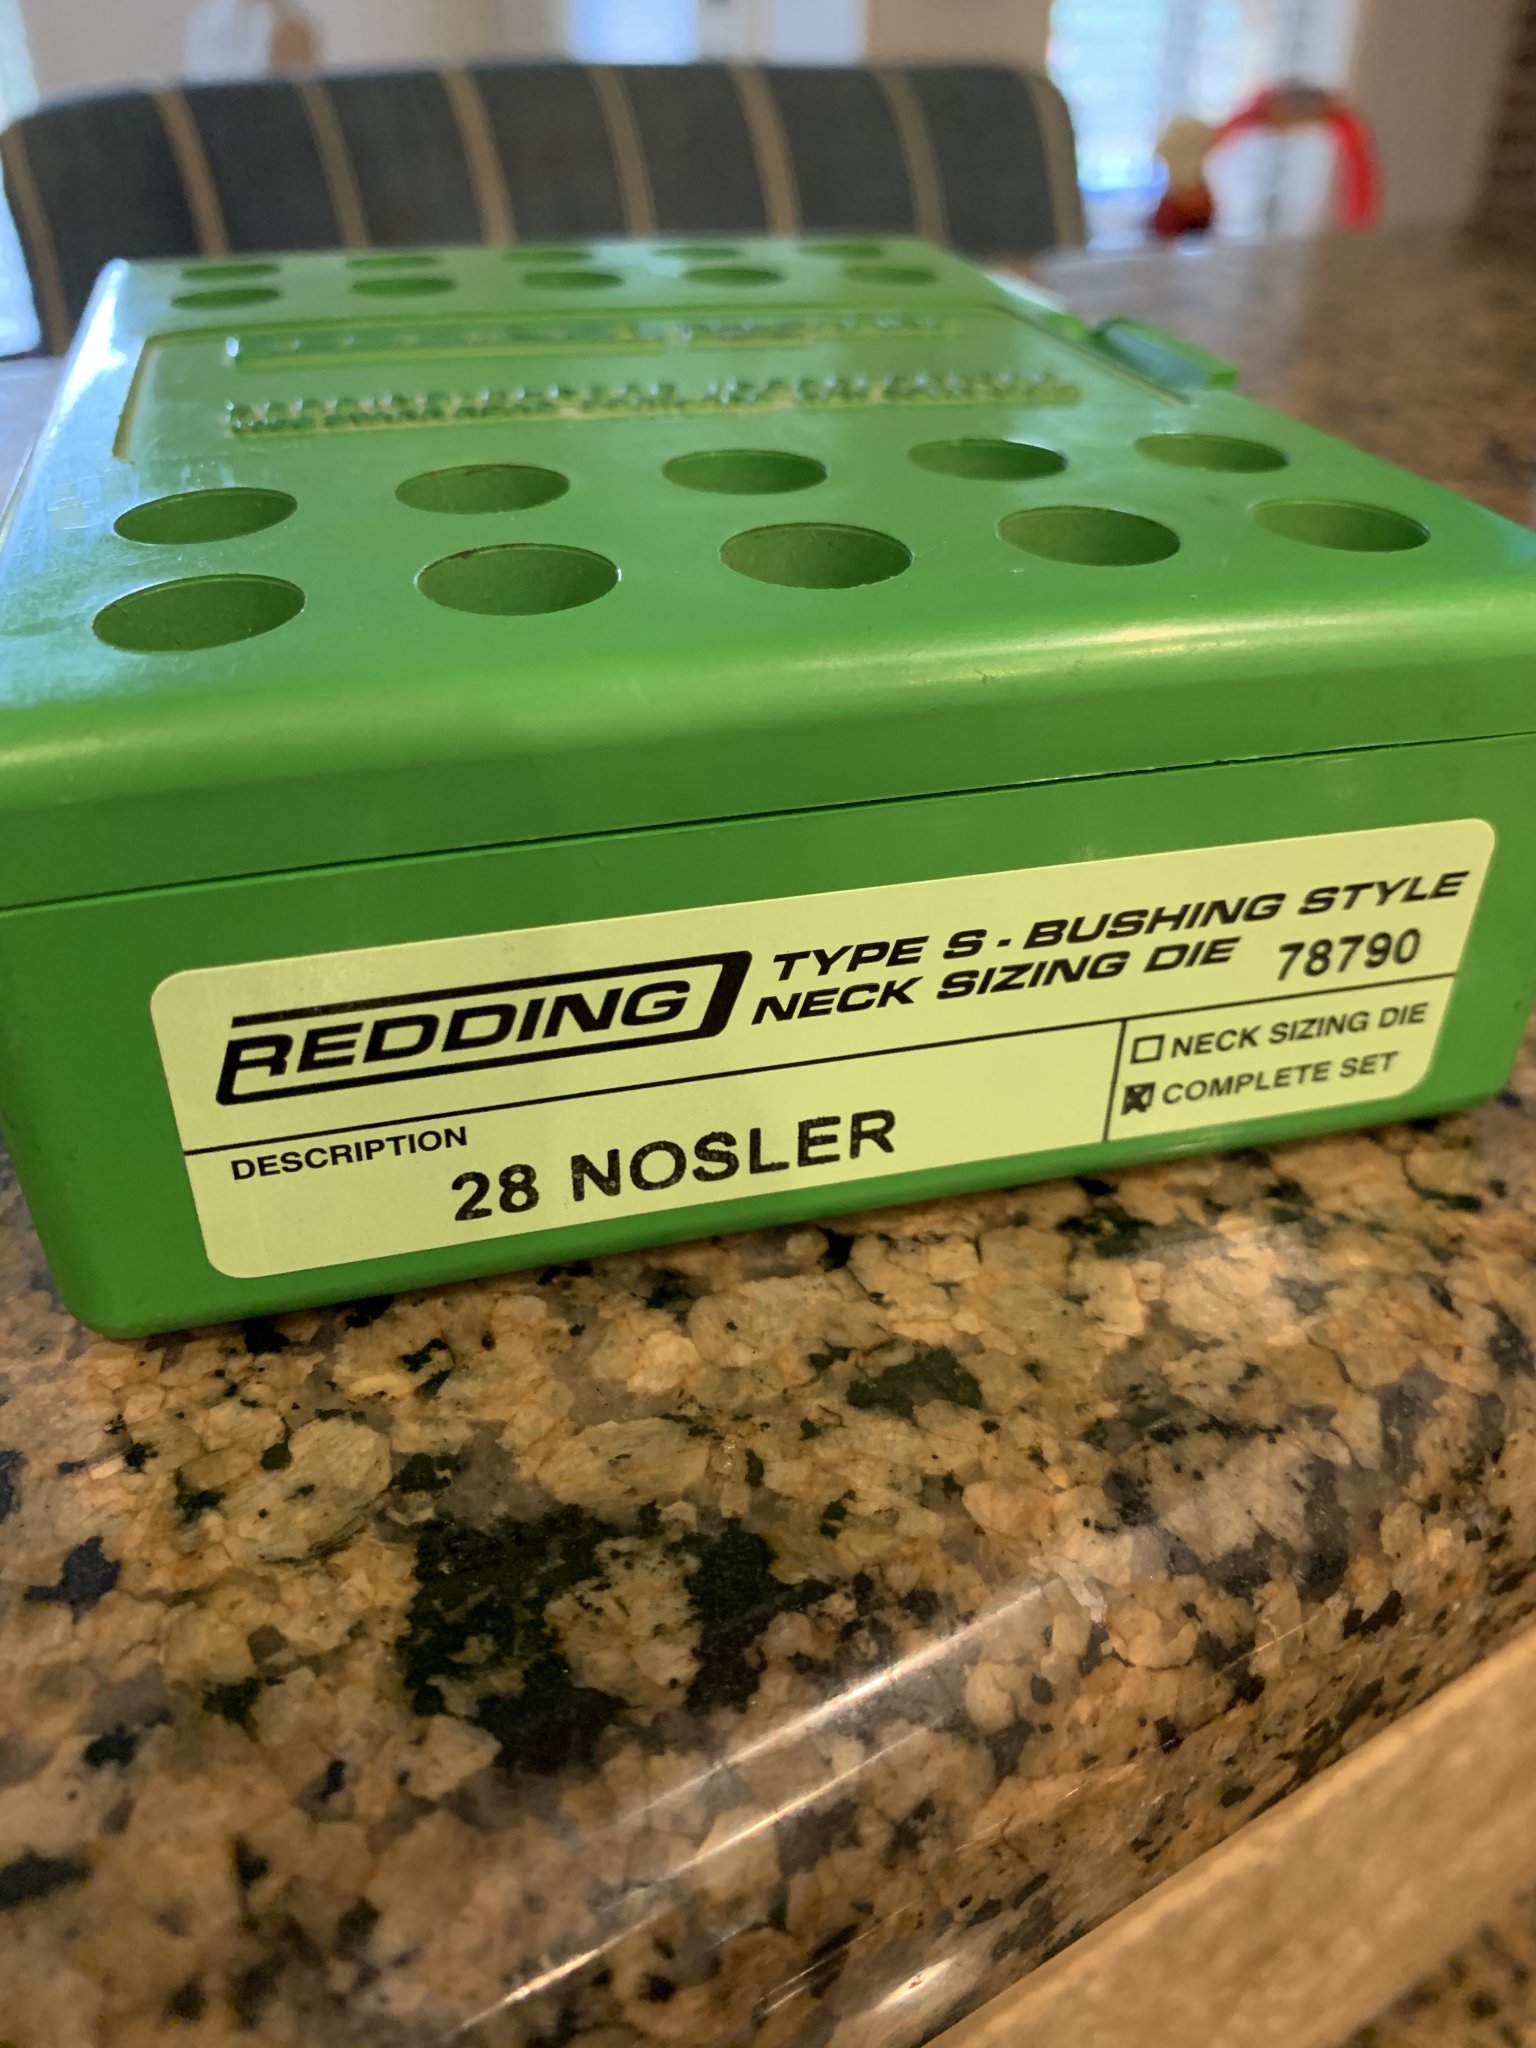 REDDING
TYPE S - BUSHING STYLE
NECK SIZING DIE 78790
DESCRIPTION
28 NOSLER
☐ NECK SIZING DIE
☒ COMPLETE SET